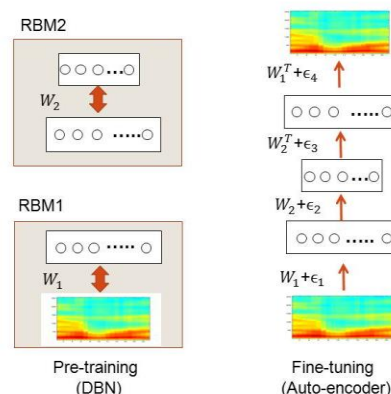 RBM2
W₂
RBM1
W₁
Pre-training
(DBN)
W₁ᵀ+ϵ₄
W₂ᵀ+ϵ₃
W₂+ϵ₂
W₁+ϵ₁
Fine-tuning
(Auto-encoder)